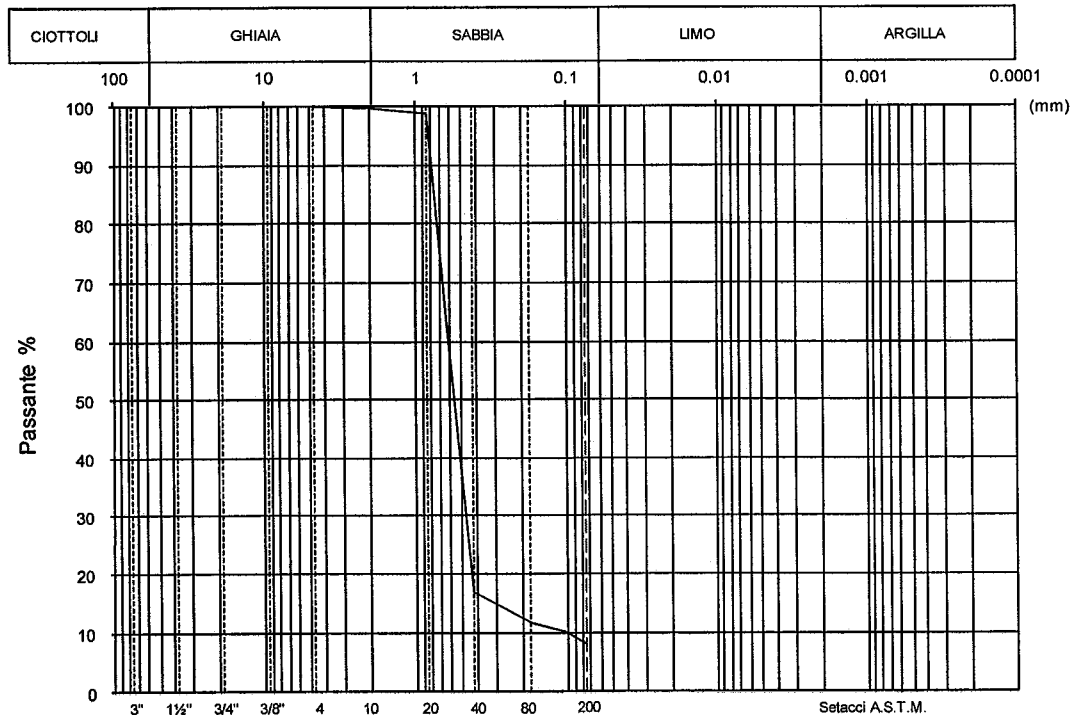 CIOTTOLI GHIAIA SABBIA LIMO ARGILLA
100 10 1 0.1 0.01 0.001 0.0001
(mm)
100
90
80
70
60
50
40
30
20
10
0
Passante %
3" 1½" 3/4" 3/8" 4 10 20 40 80 200 Setacci A.S.T.M.